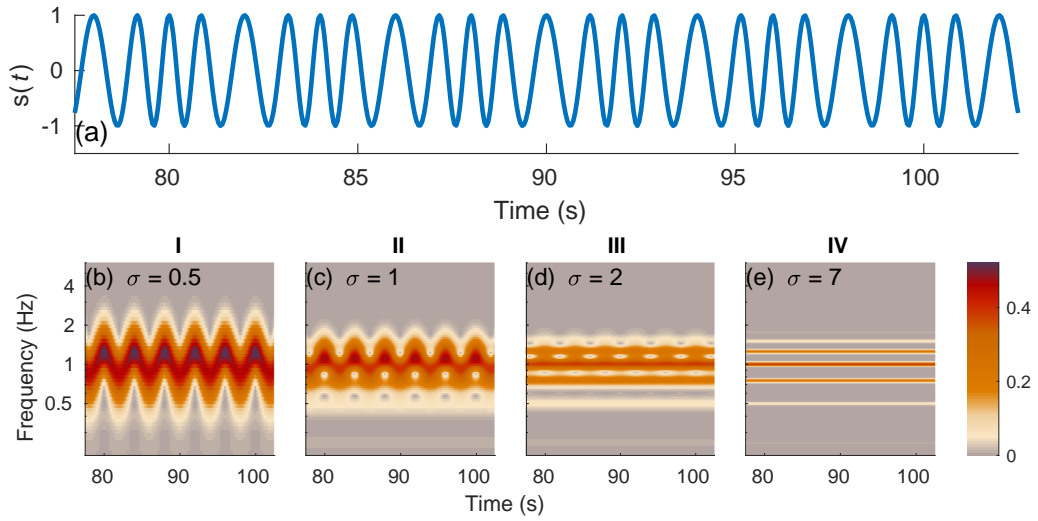 1
0
-1
s(t)
(a)
80 85 90 95 100
Time (s)
I II III IV
(b) σ = 0.5 (c) σ = 1 (d) σ = 2 (e) σ = 7
4
2
1
0.5
Frequency (Hz)
0.4
0.2
0
80 90 100 80 90 100 80 90 100 80 90 100
Time (s)